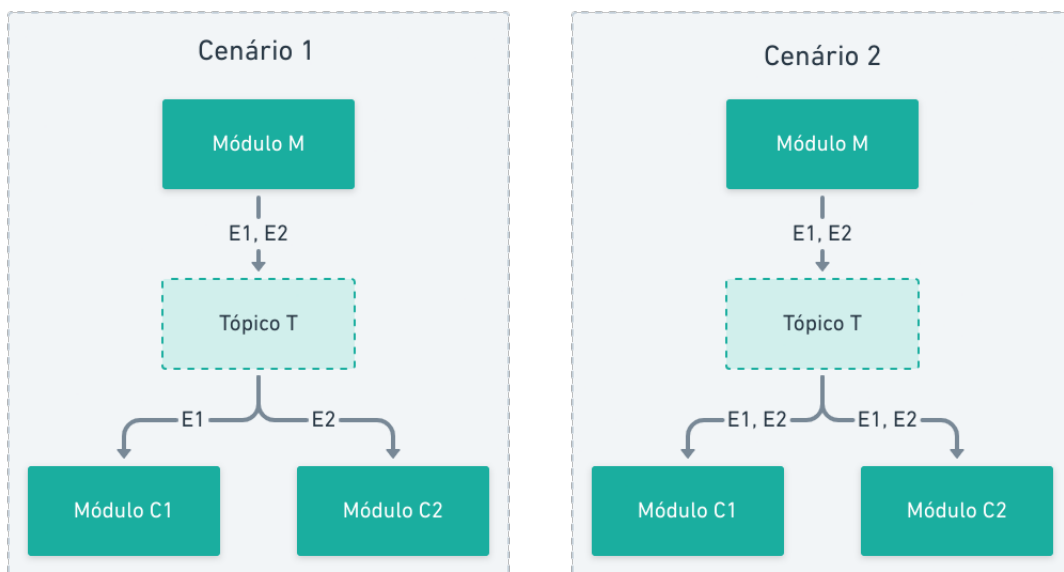 Cenário 1
Módulo M
E1, E2
Tópico T
E1
E2
Módulo C1
Módulo C2
Cenário 2
Módulo M
E1, E2
Tópico T
E1, E2
E1, E2
Módulo C1
Módulo C2